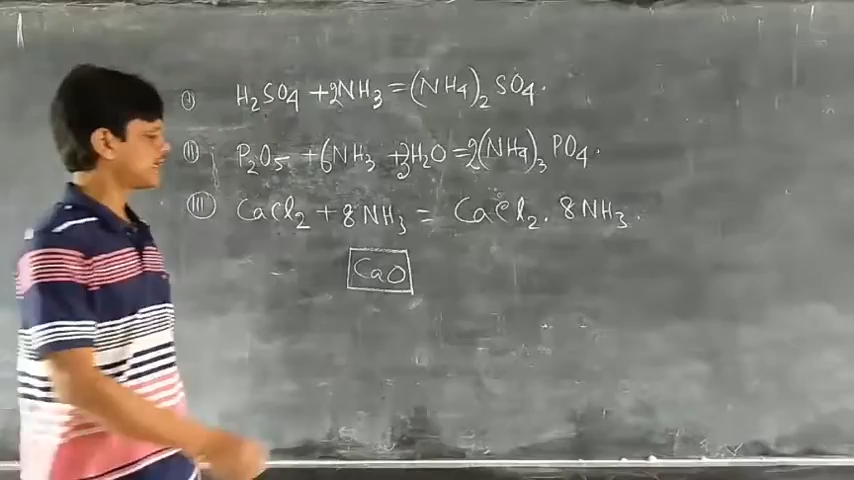 (I) H₂SO₄ + 2NH₃ = (NH₄)₂ SO₄.
(II) P₂O₅ + 6NH₃ + 3H₂O = 2(NH₄)₃ PO₄.
(III) CaCl₂ + 8NH₃ = CaCl₂. 8NH₃.
CaO